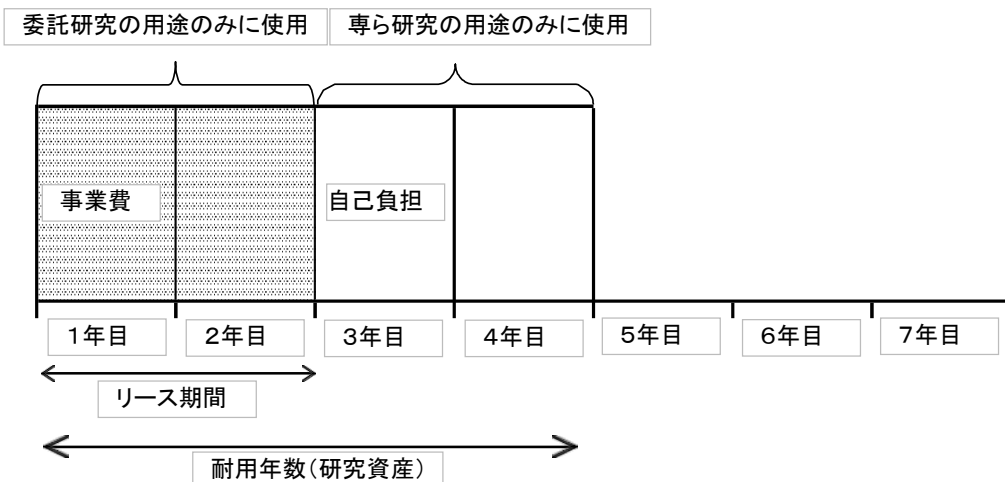 委託研究の用途のみに使用
専ら研究の用途のみに使用
事業費
自己負担
1年目
2年目
3年目
4年目
5年目
6年目
7年目
リース期間
耐用年数(研究資産)